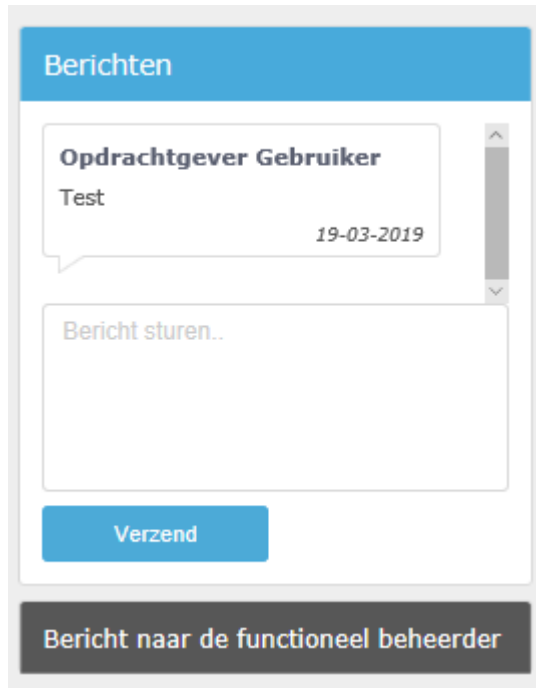 Berichten
Opdrachtgever Gebruiker
Test
19-03-2019
Bericht sturen..
Verzend
Bericht naar de functioneel beheerder